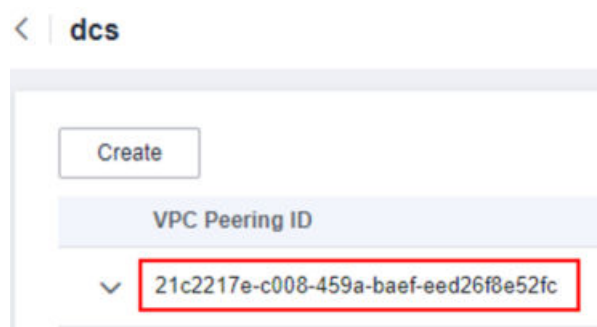 dcs
Create
VPC Peering ID
21c2217e-c008-459a-baef-eed26f8e52fc